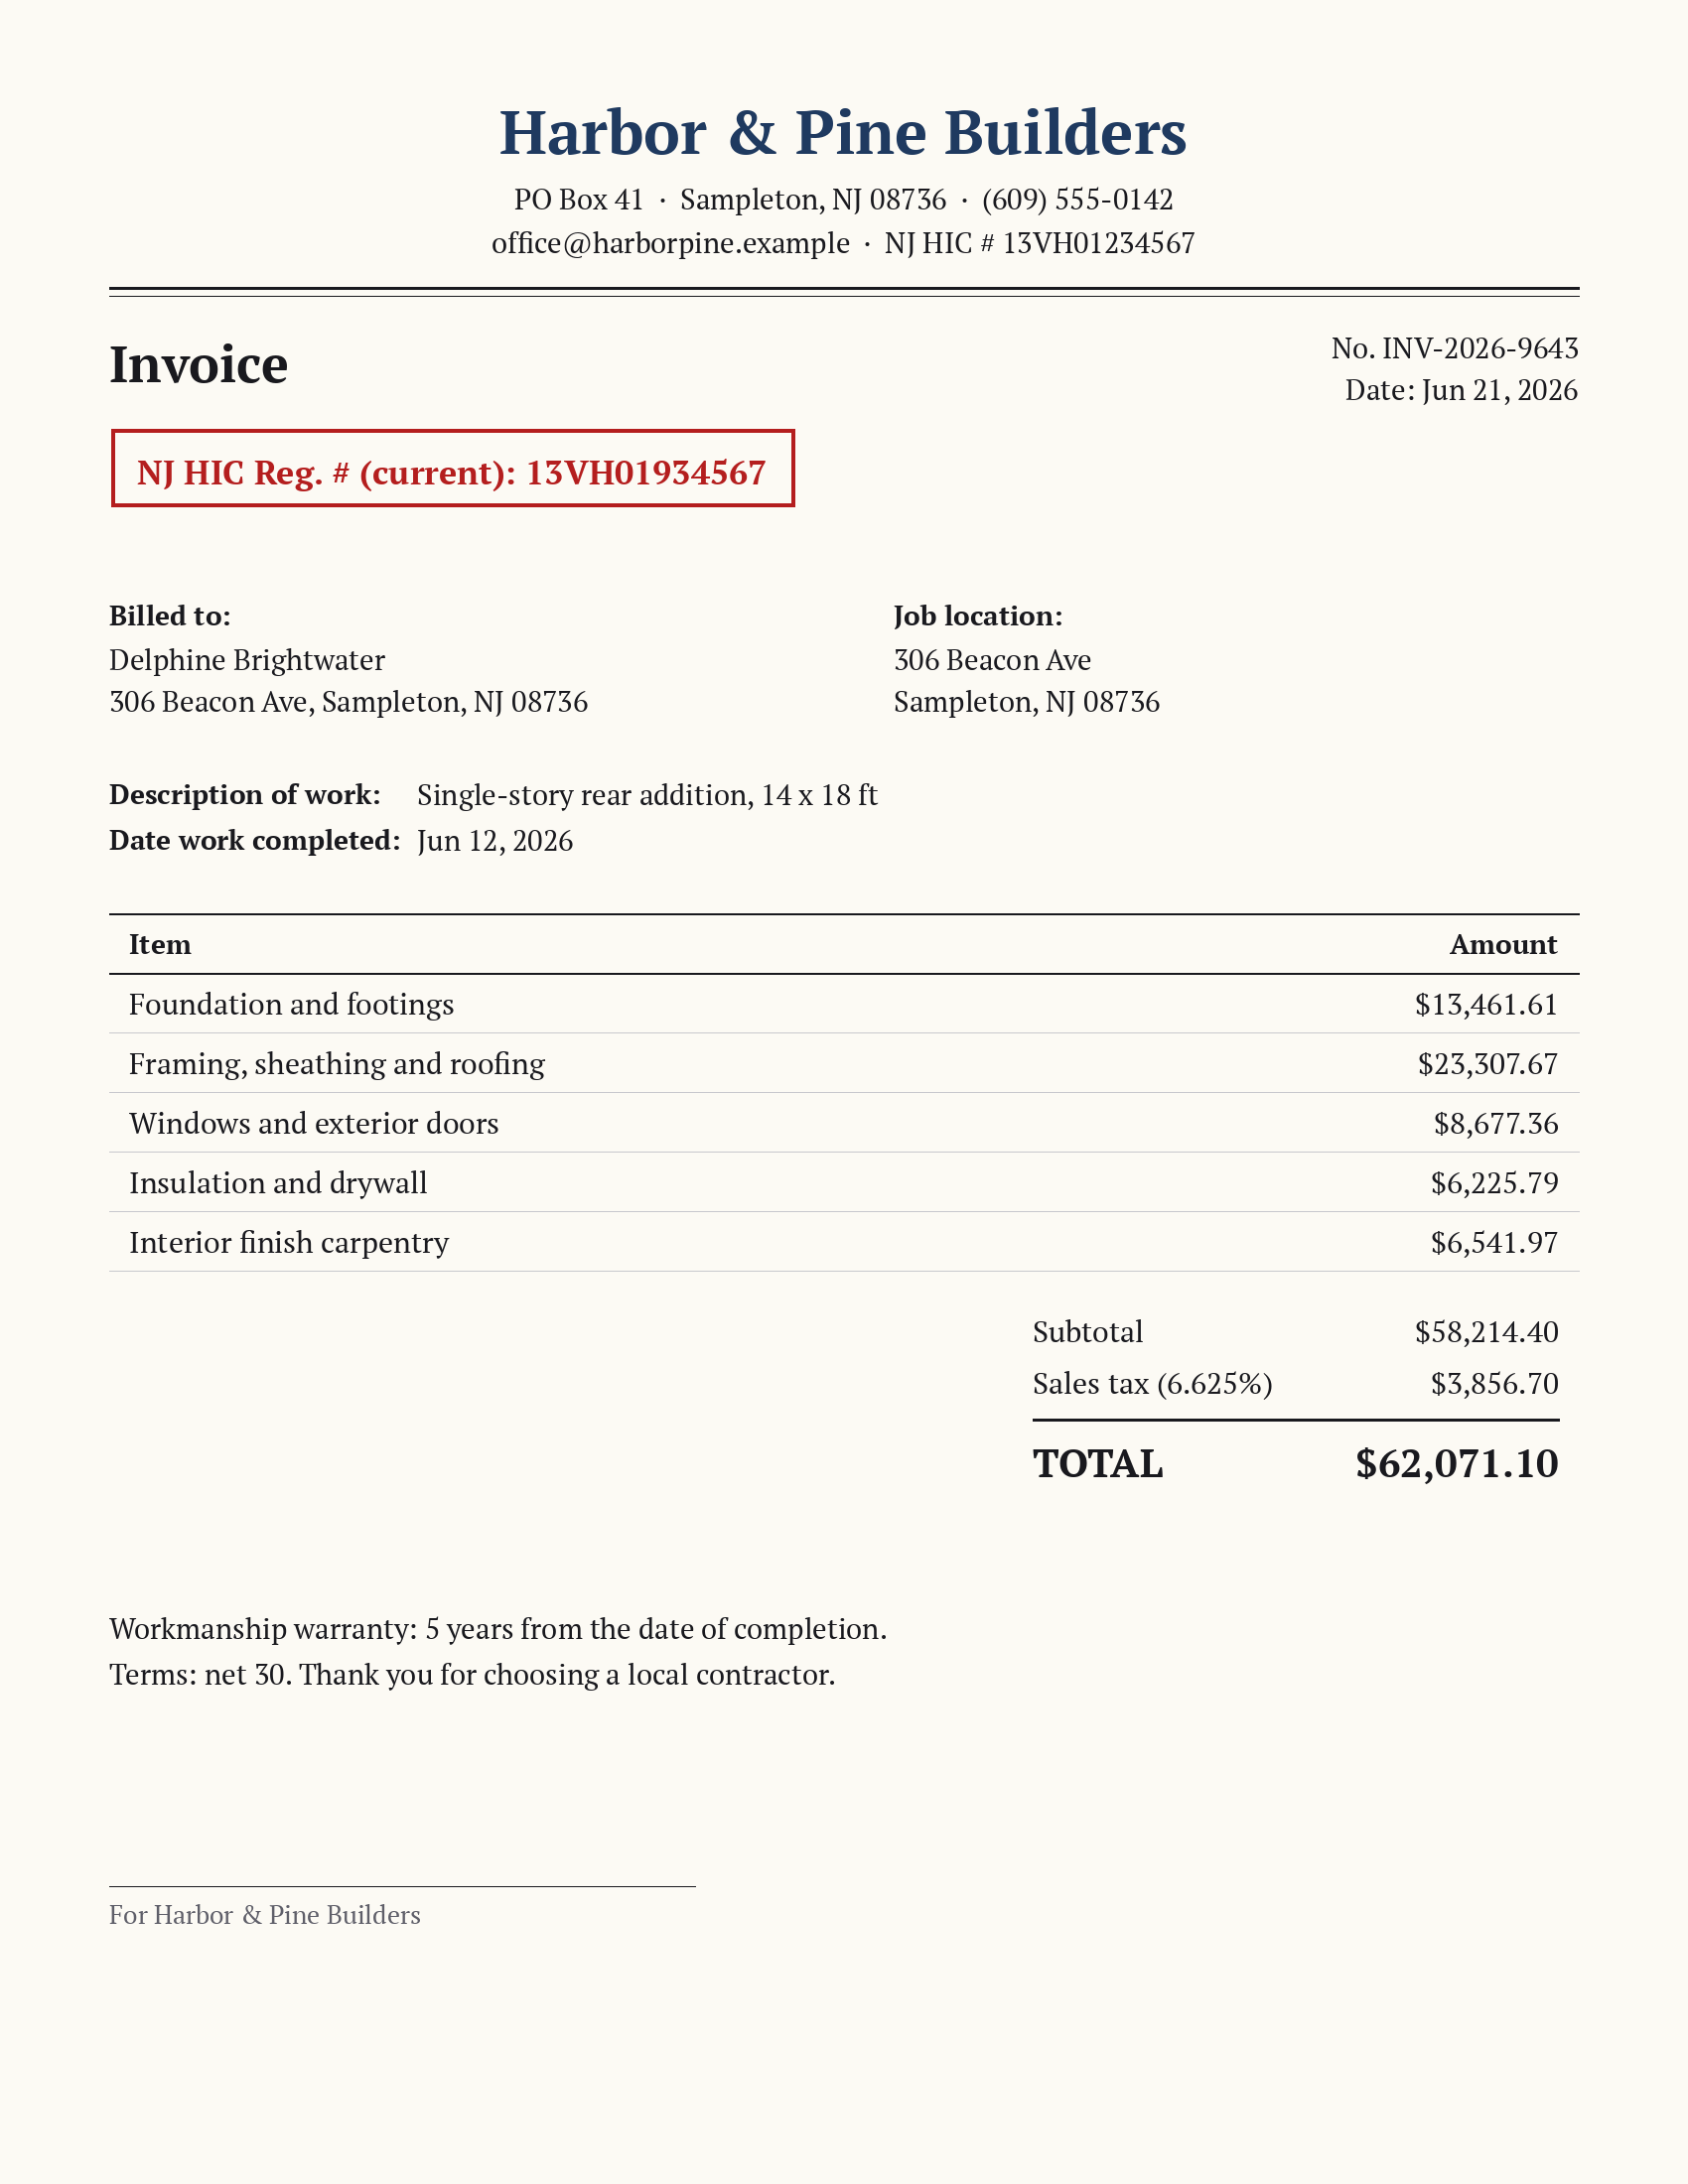 Harbor & Pine Builders
PO Box 41 · Sampleton, NJ 08736 · (609) 555-0142
office@harborpine.example · NJ HIC # 13VH01234567
Invoice
No. INV-2026-9643
Date: Jun 21, 2026
NJ HIC Reg. # (current): 13VH01934567
Billed to:
Delphine Brightwater
306 Beacon Ave, Sampleton, NJ 08736
Job location:
306 Beacon Ave
Sampleton, NJ 08736
Description of work: Single-story rear addition, 14 x 18 ft
Date work completed: Jun 12, 2026
Item Amount
Foundation and footings $13,461.61
Framing, sheathing and roofing $23,307.67
Windows and exterior doors $8,677.36
Insulation and drywall $6,225.79
Interior finish carpentry $6,541.97
Subtotal $58,214.40
Sales tax (6.625%) $3,856.70
TOTAL $62,071.10
Workmanship warranty: 5 years from the date of completion.
Terms: net 30. Thank you for choosing a local contractor.
For Harbor & Pine Builders